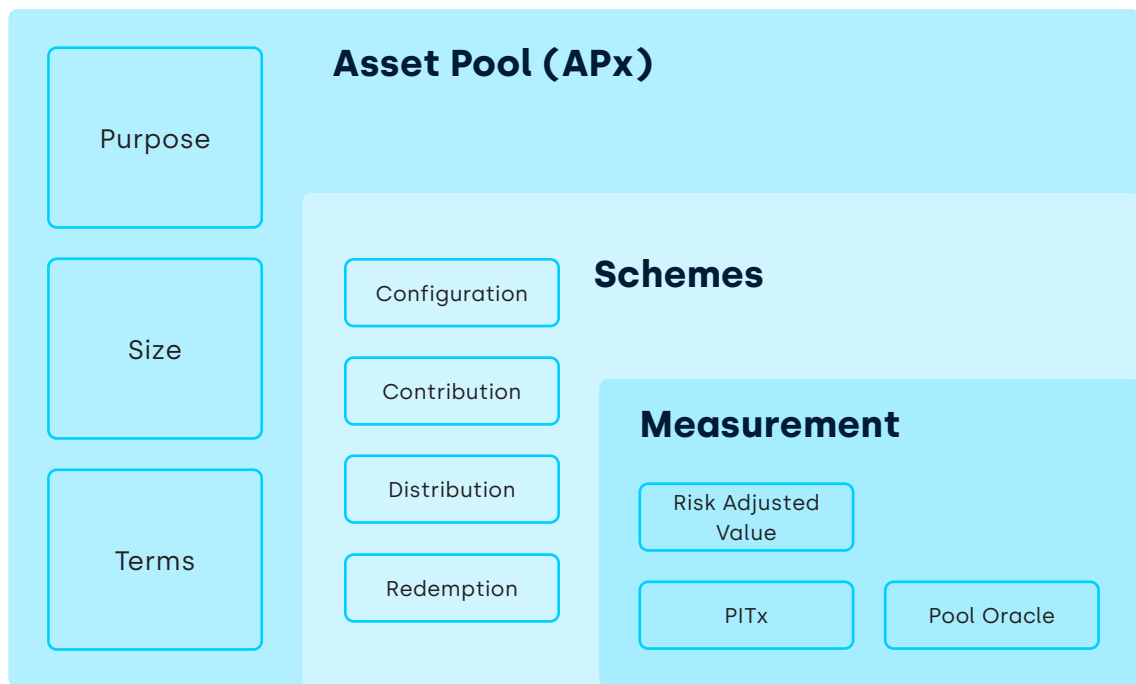 Asset Pool (APx)
Purpose
Size
Terms
Schemes
Configuration
Contribution
Distribution
Redemption
Measurement
Risk Adjusted
Value
PITx
Pool Oracle